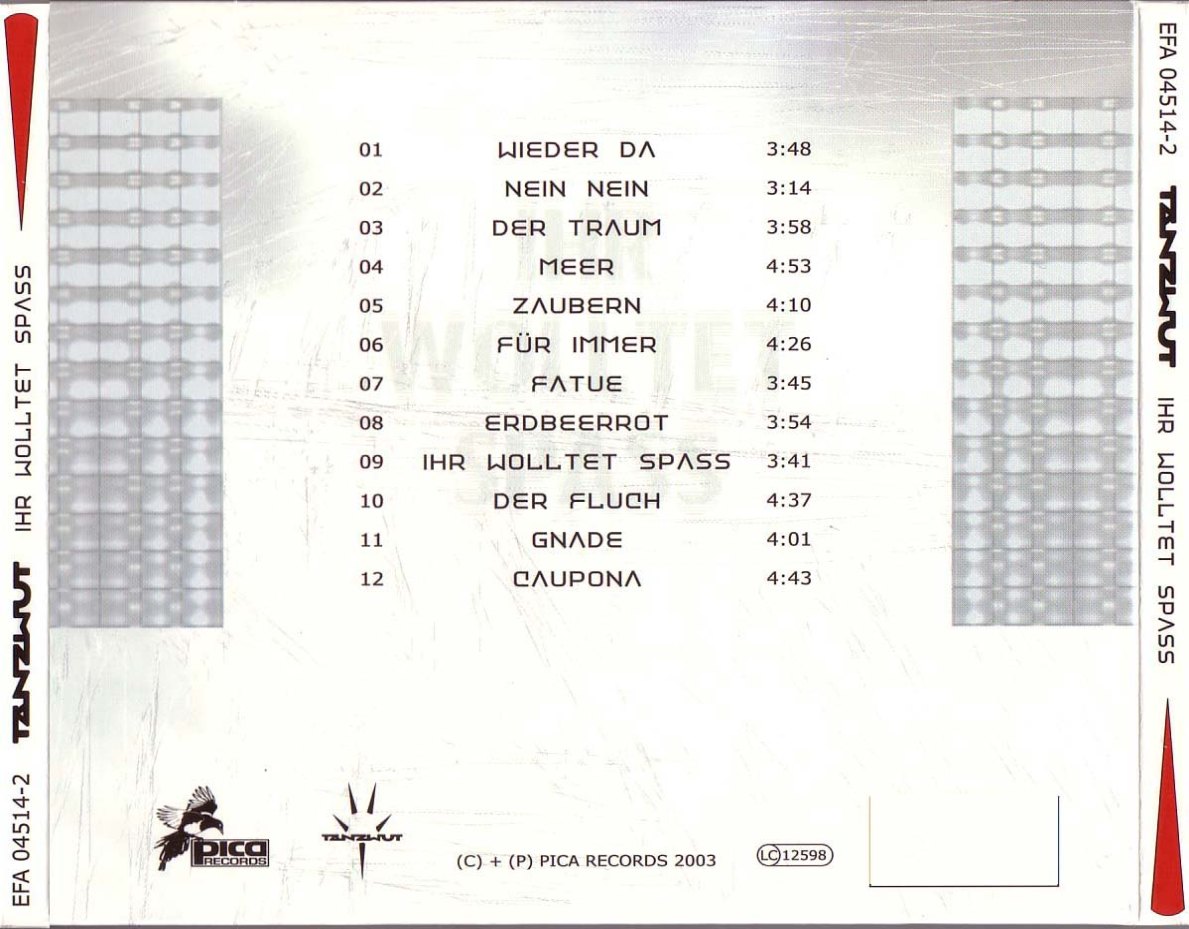 EFA 04514-2 TANZWUT IHR WOLLTET SPASS
01 WIEDER DA 3:48
02 NEIN NEIN 3:14
03 DER TRAUM 3:58
04 MEER 4:53
05 ZAUBERN 4:10
06 FÜR IMMER 4:26
07 FATUE 3:45
08 ERDBEERROT 3:54
09 IHR WOLLTET SPASS 3:41
10 DER FLUCH 4:37
11 GNADE 4:01
12 CAUPONA 4:43
IHR
WOLLTET
SPASS
pica
RECORDS
TANZWUT
(C) + (P) PICA RECORDS 2003
LC 12598
EFA 04514-2 TANZWUT IHR WOLLTET SPASS